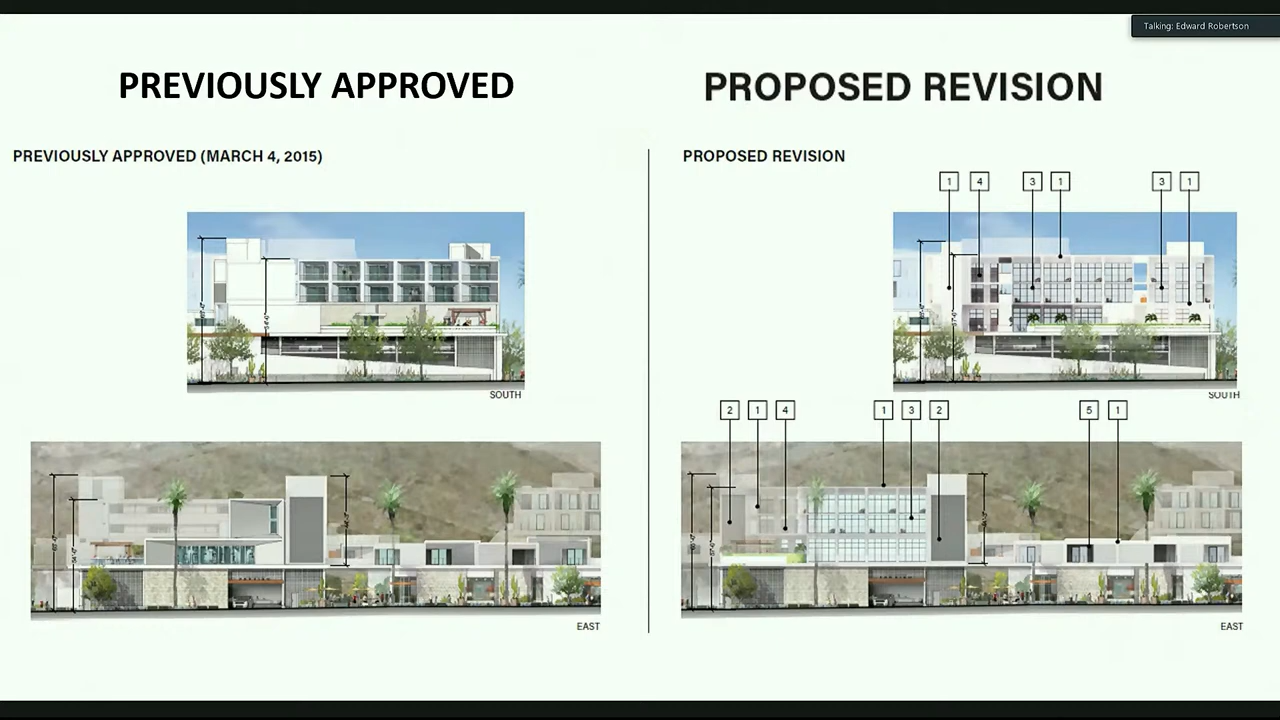 Talking: Edward Robertson
PREVIOUSLY APPROVED
PROPOSED REVISION
PREVIOUSLY APPROVED (MARCH 4, 2015)
PROPOSED REVISION
1 4 3 1 3 1
SOUTH
SOUTH
2 1 4 1 3 2 5 1
EAST
EAST